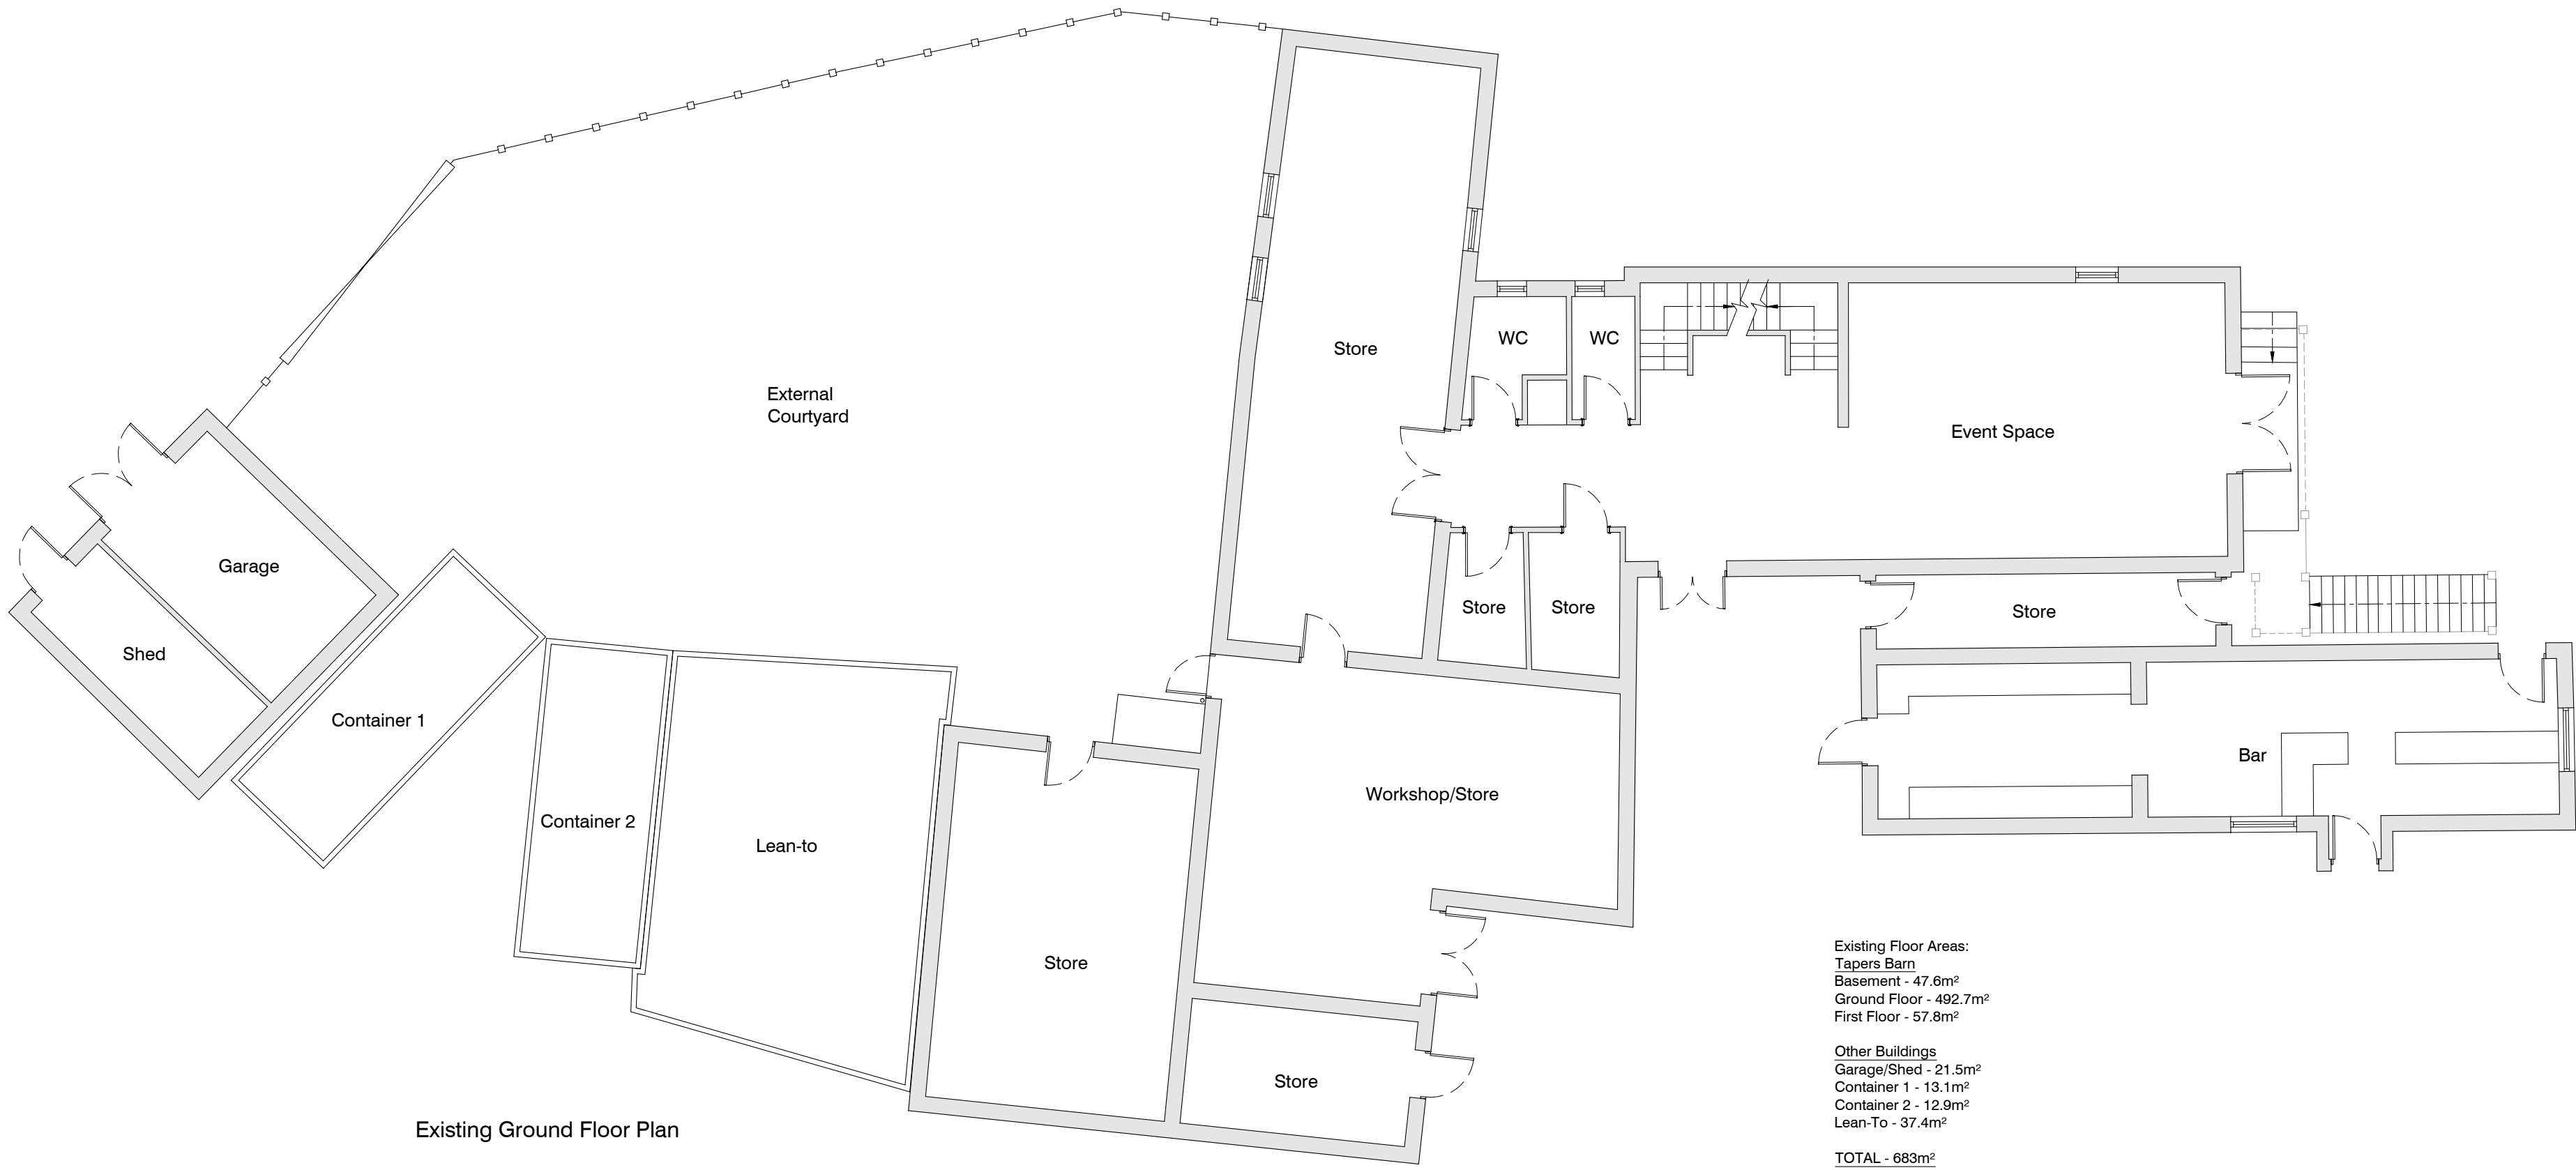 External
Courtyard
Store
WC
WC
Event Space
Garage
Shed
Store
Store
Store
Container 1
Container 2
Lean-to
Workshop/Store
Bar
Store
Store
Existing Ground Floor Plan
Existing Floor Areas:
Tapers Barn
Basement - 47.6m²
Ground Floor - 492.7m²
First Floor - 57.8m²
Other Buildings
Garage/Shed - 21.5m²
Container 1 - 13.1m²
Container 2 - 12.9m²
Lean-To - 37.4m²
TOTAL - 683m²